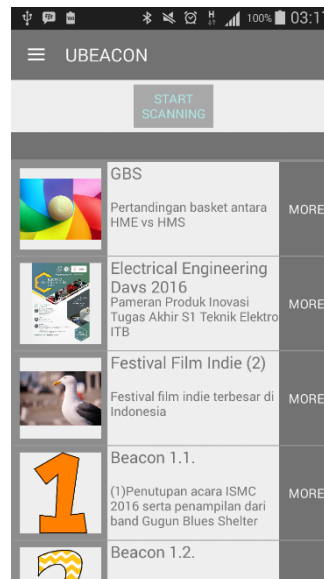 100% 03:17
UBEACON
START
SCANNING
GBS
Pertandingan basket antara
HME vs HMS
MORE
Electrical Engineering
Days 2016
Pameran Produk Inovasi
Tugas Akhir S1 Teknik Elektro
ITB
MORE
Festival Film Indie (2)
Festival film indie terbesar di
Indonesia
MORE
Beacon 1.1.
(1)Penutupan acara ISMC
2016 serta penampilan dari
band Gugun Blues Shelter
MORE
Beacon 1.2.